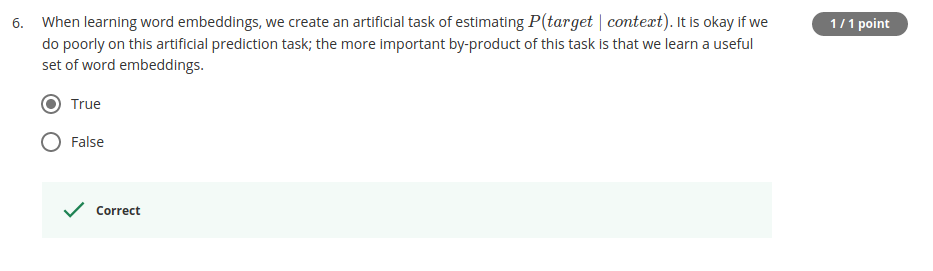 6. When learning word embeddings, we create an artificial task of estimating P(target | context). It is okay if we
1 / 1 point
do poorly on this artificial prediction task; the more important by-product of this task is that we learn a useful
set of word embeddings.
True
False
Correct